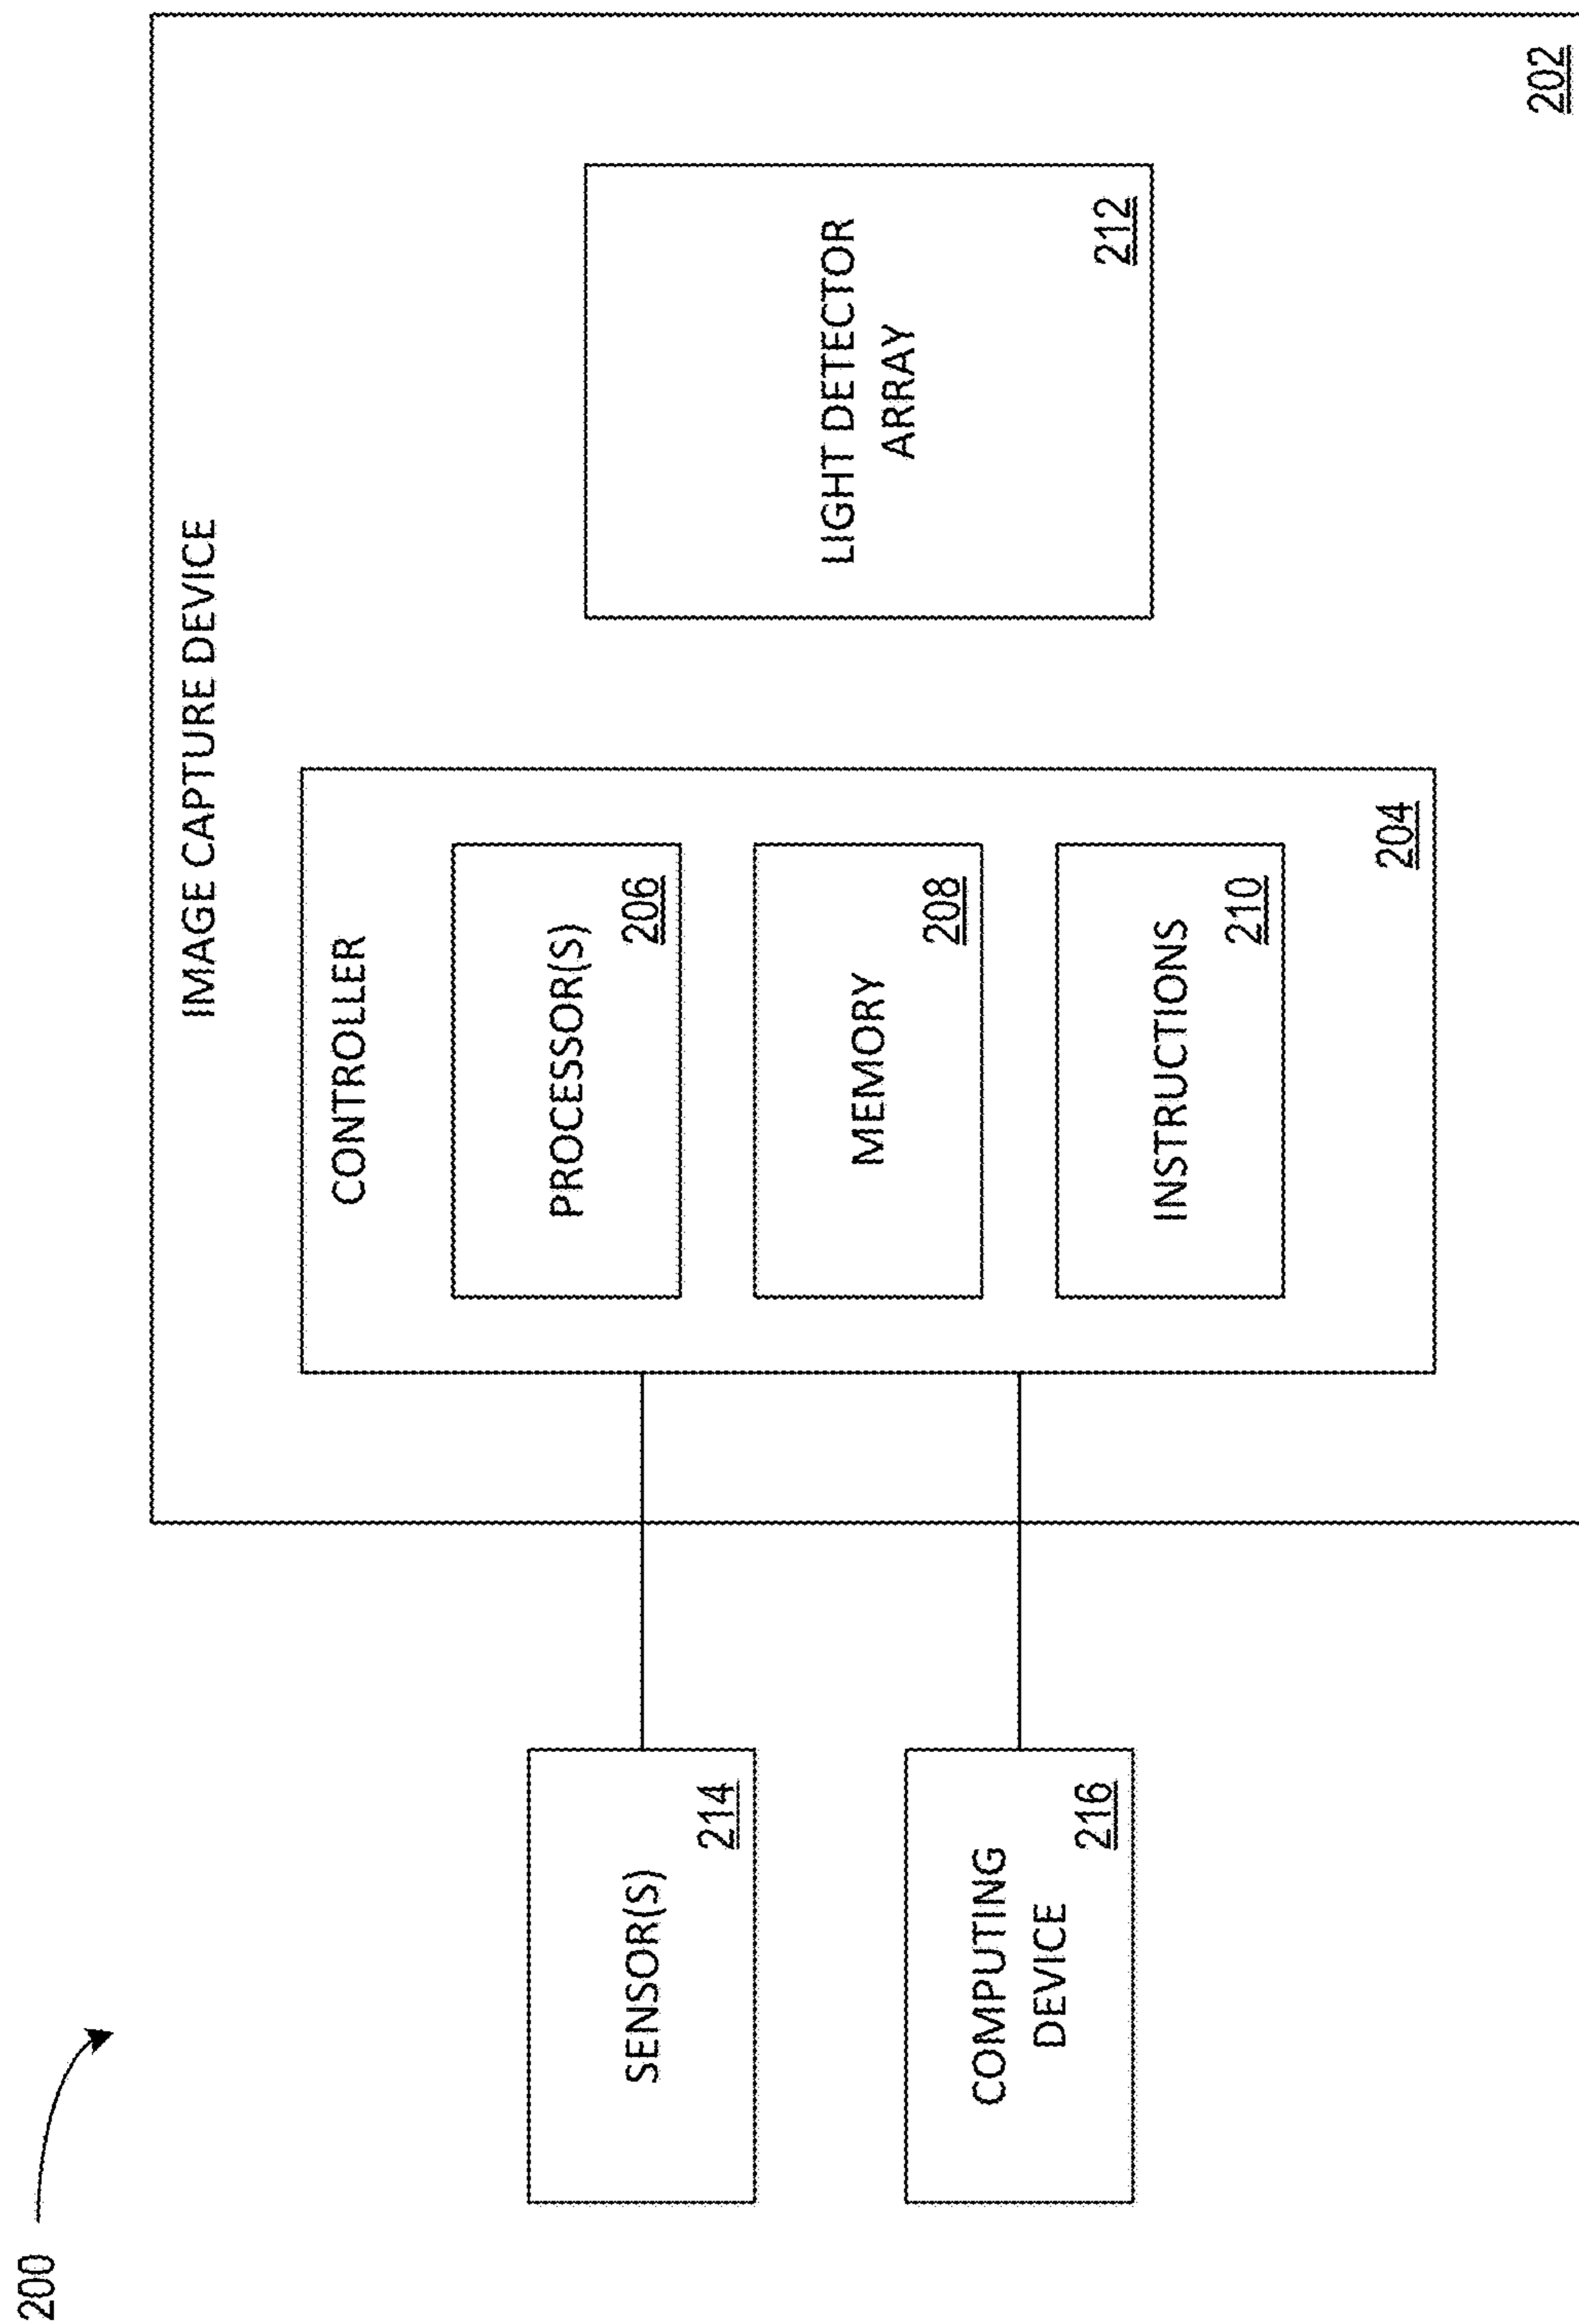 200
IMAGE CAPTURE DEVICE
CONTROLLER
PROCESSOR(S)
206
MEMORY
208
INSTRUCTIONS
210
204
LIGHT DETECTOR
ARRAY
212
202
SENSOR(S)
214
COMPUTING
DEVICE
216